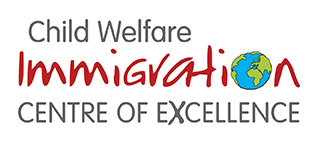 Child Welfare
Immigration
CENTRE OF EXCELLENCE